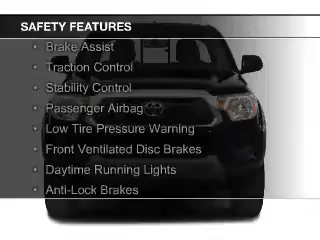 SAFETY FEATURES
• Brake Assist
• Traction Control
• Stability Control
• Passenger Airbag
• Low Tire Pressure Warning
• Front Ventilated Disc Brakes
• Daytime Running Lights
• Anti-Lock Brakes